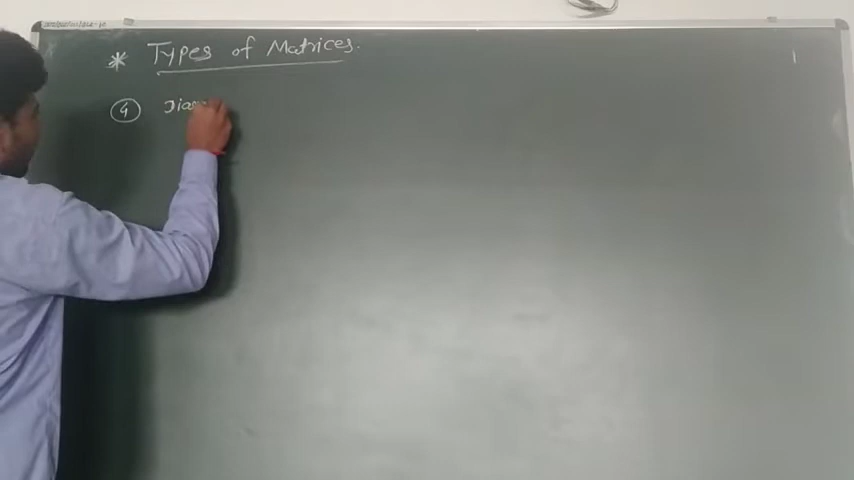 * Types of Matrices.
④ Dia